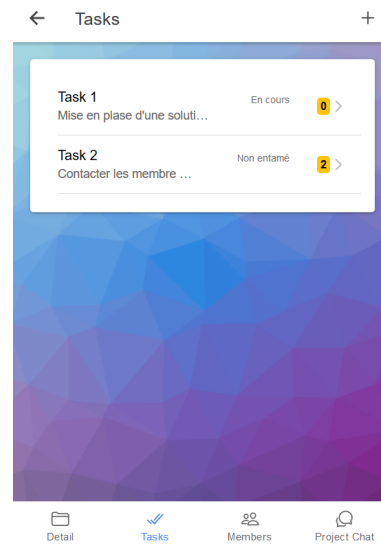 Tasks
Task 1
En cours
0
Mise en plase d'une soluti…
Task 2
Non entamé
2
Contacter les membre …
Detail
Tasks
Members
Project Chat